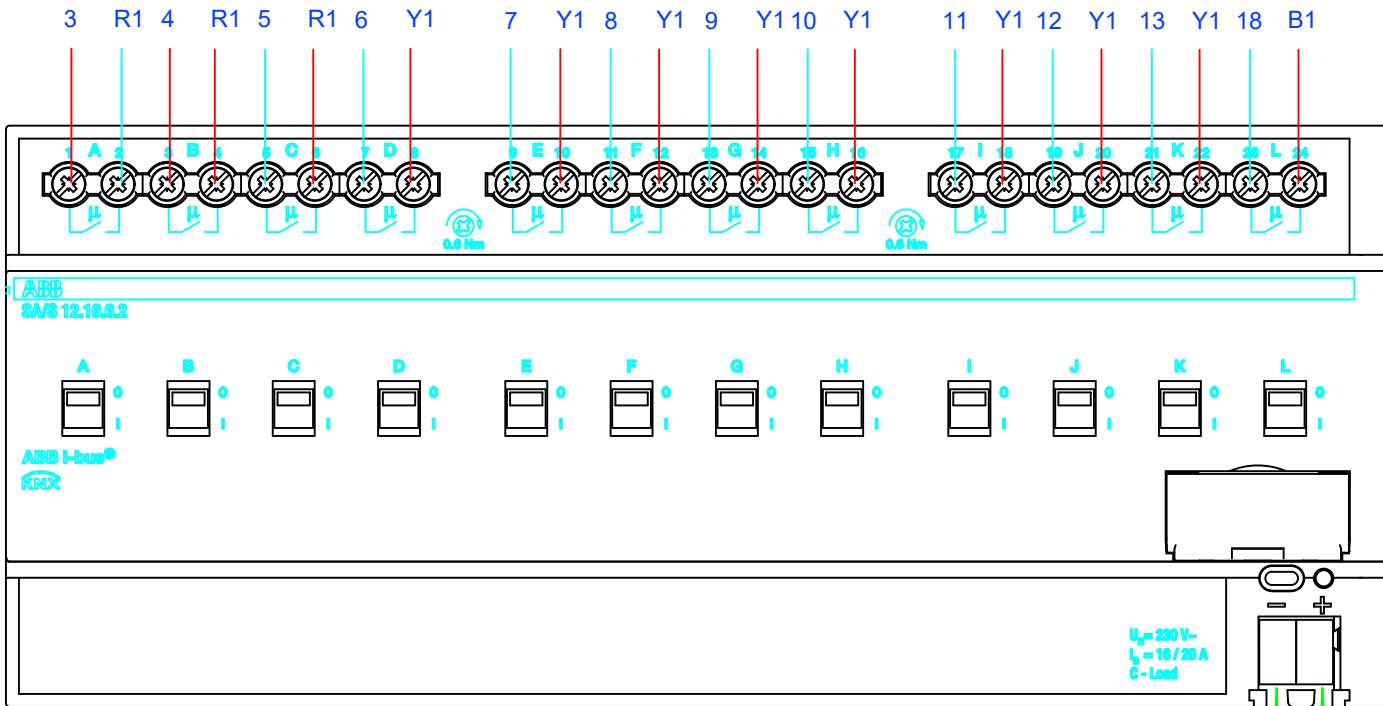 3 R1 4 R1 5 R1 6 Y1 7 Y1 8 Y1 9 Y1 10 Y1 11 Y1 12 Y1 13 Y1 18 B1
1 A 2 3 B 4 5 C 6 7 D 8 9 E 10 11 F 12 13 G 14 15 H 16 17 I 18 19 J 20 21 K 22 23 L 24
µ µ µ µ µ µ µ µ µ µ µ µ
0.6 Nm 0.6 Nm
ABB
SA/S 12.16.6.2
A B C D E F G H I J K L
O O O O O O O O O O O O
I I I I I I I I I I I I
ABB i-bus®
KNX
− +
Un= 230 V~
In = 16 / 20 A
C - Load